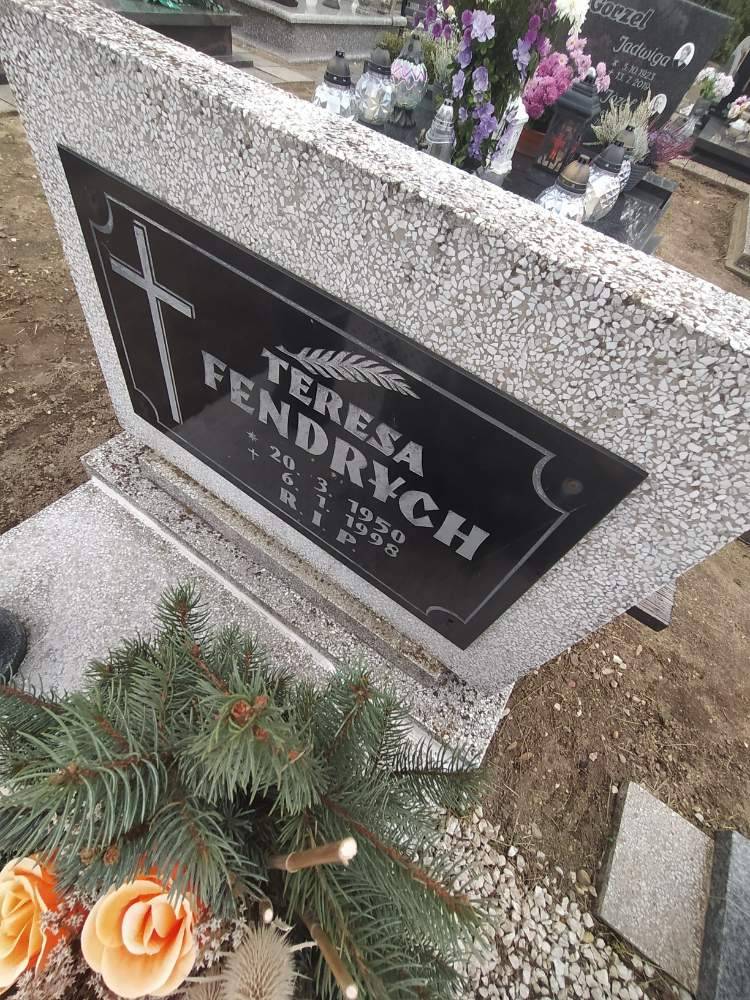 TERESA
FENDRYCH
* 20. 3. 1950
+ 6. 1. 1998
R. I. P.
Gorzel
Jadwiga